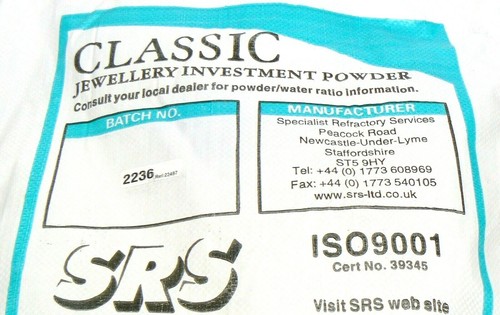 CLASSIC
JEWELLERY INVESTMENT POWDER
Consult your local dealer for powder/water ratio information.
BATCH NO.
2236
MANUFACTURER
Specialist Refractory Services
Peacock Road
Newcastle-Under-Lyme
Staffordshire
ST5 9HY
Tel: +44 (0) 1773 608969
Fax: +44 (0) 1773 540105
www.srs-ltd.co.uk
SRS
ISO9001
Cert No. 39345
Visit SRS web site